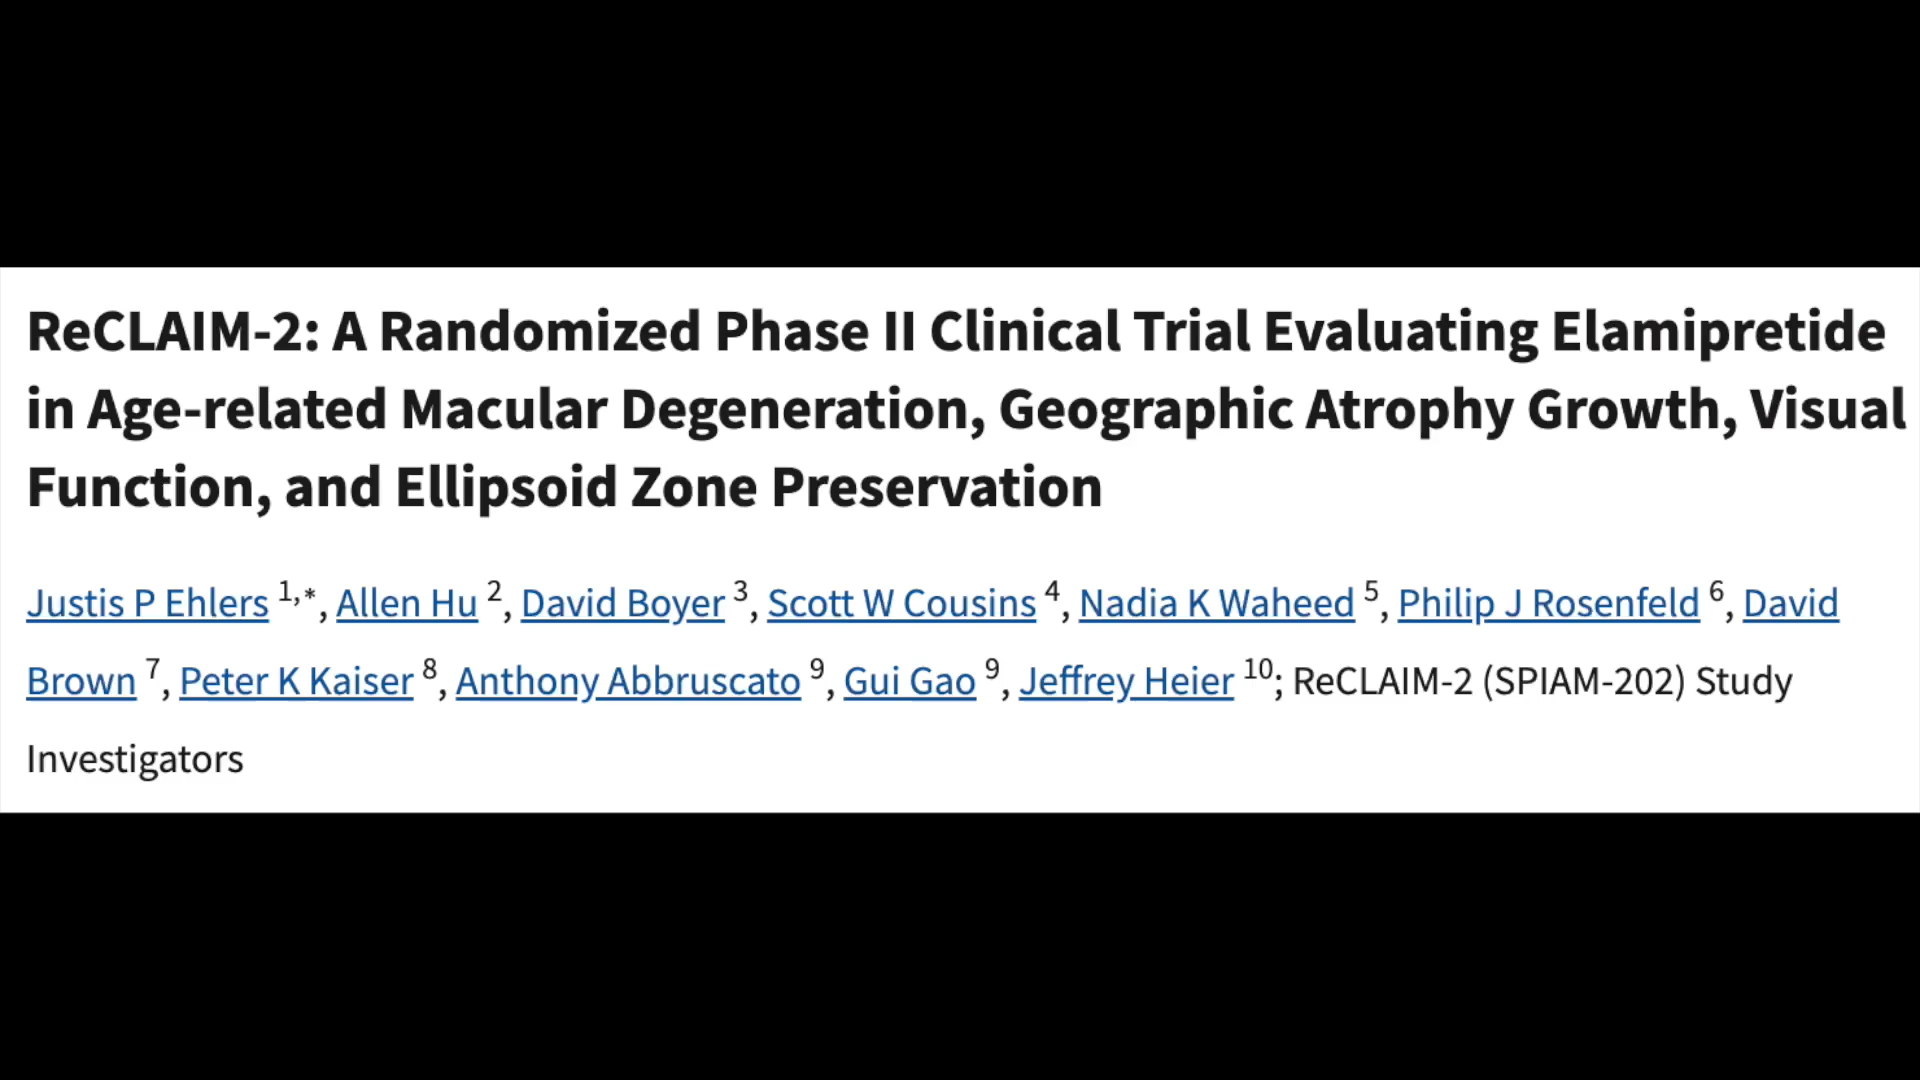 ReCLAIM-2: A Randomized Phase II Clinical Trial Evaluating Elamipretide
in Age-related Macular Degeneration, Geographic Atrophy Growth, Visual
Function, and Ellipsoid Zone Preservation
Justis P Ehlers 1,*, Allen Hu 2, David Boyer 3, Scott W Cousins 4, Nadia K Waheed 5, Philip J Rosenfeld 6, David
Brown 7, Peter K Kaiser 8, Anthony Abbruscato 9, Gui Gao 9, Jeffrey Heier 10; ReCLAIM-2 (SPIAM-202) Study
Investigators